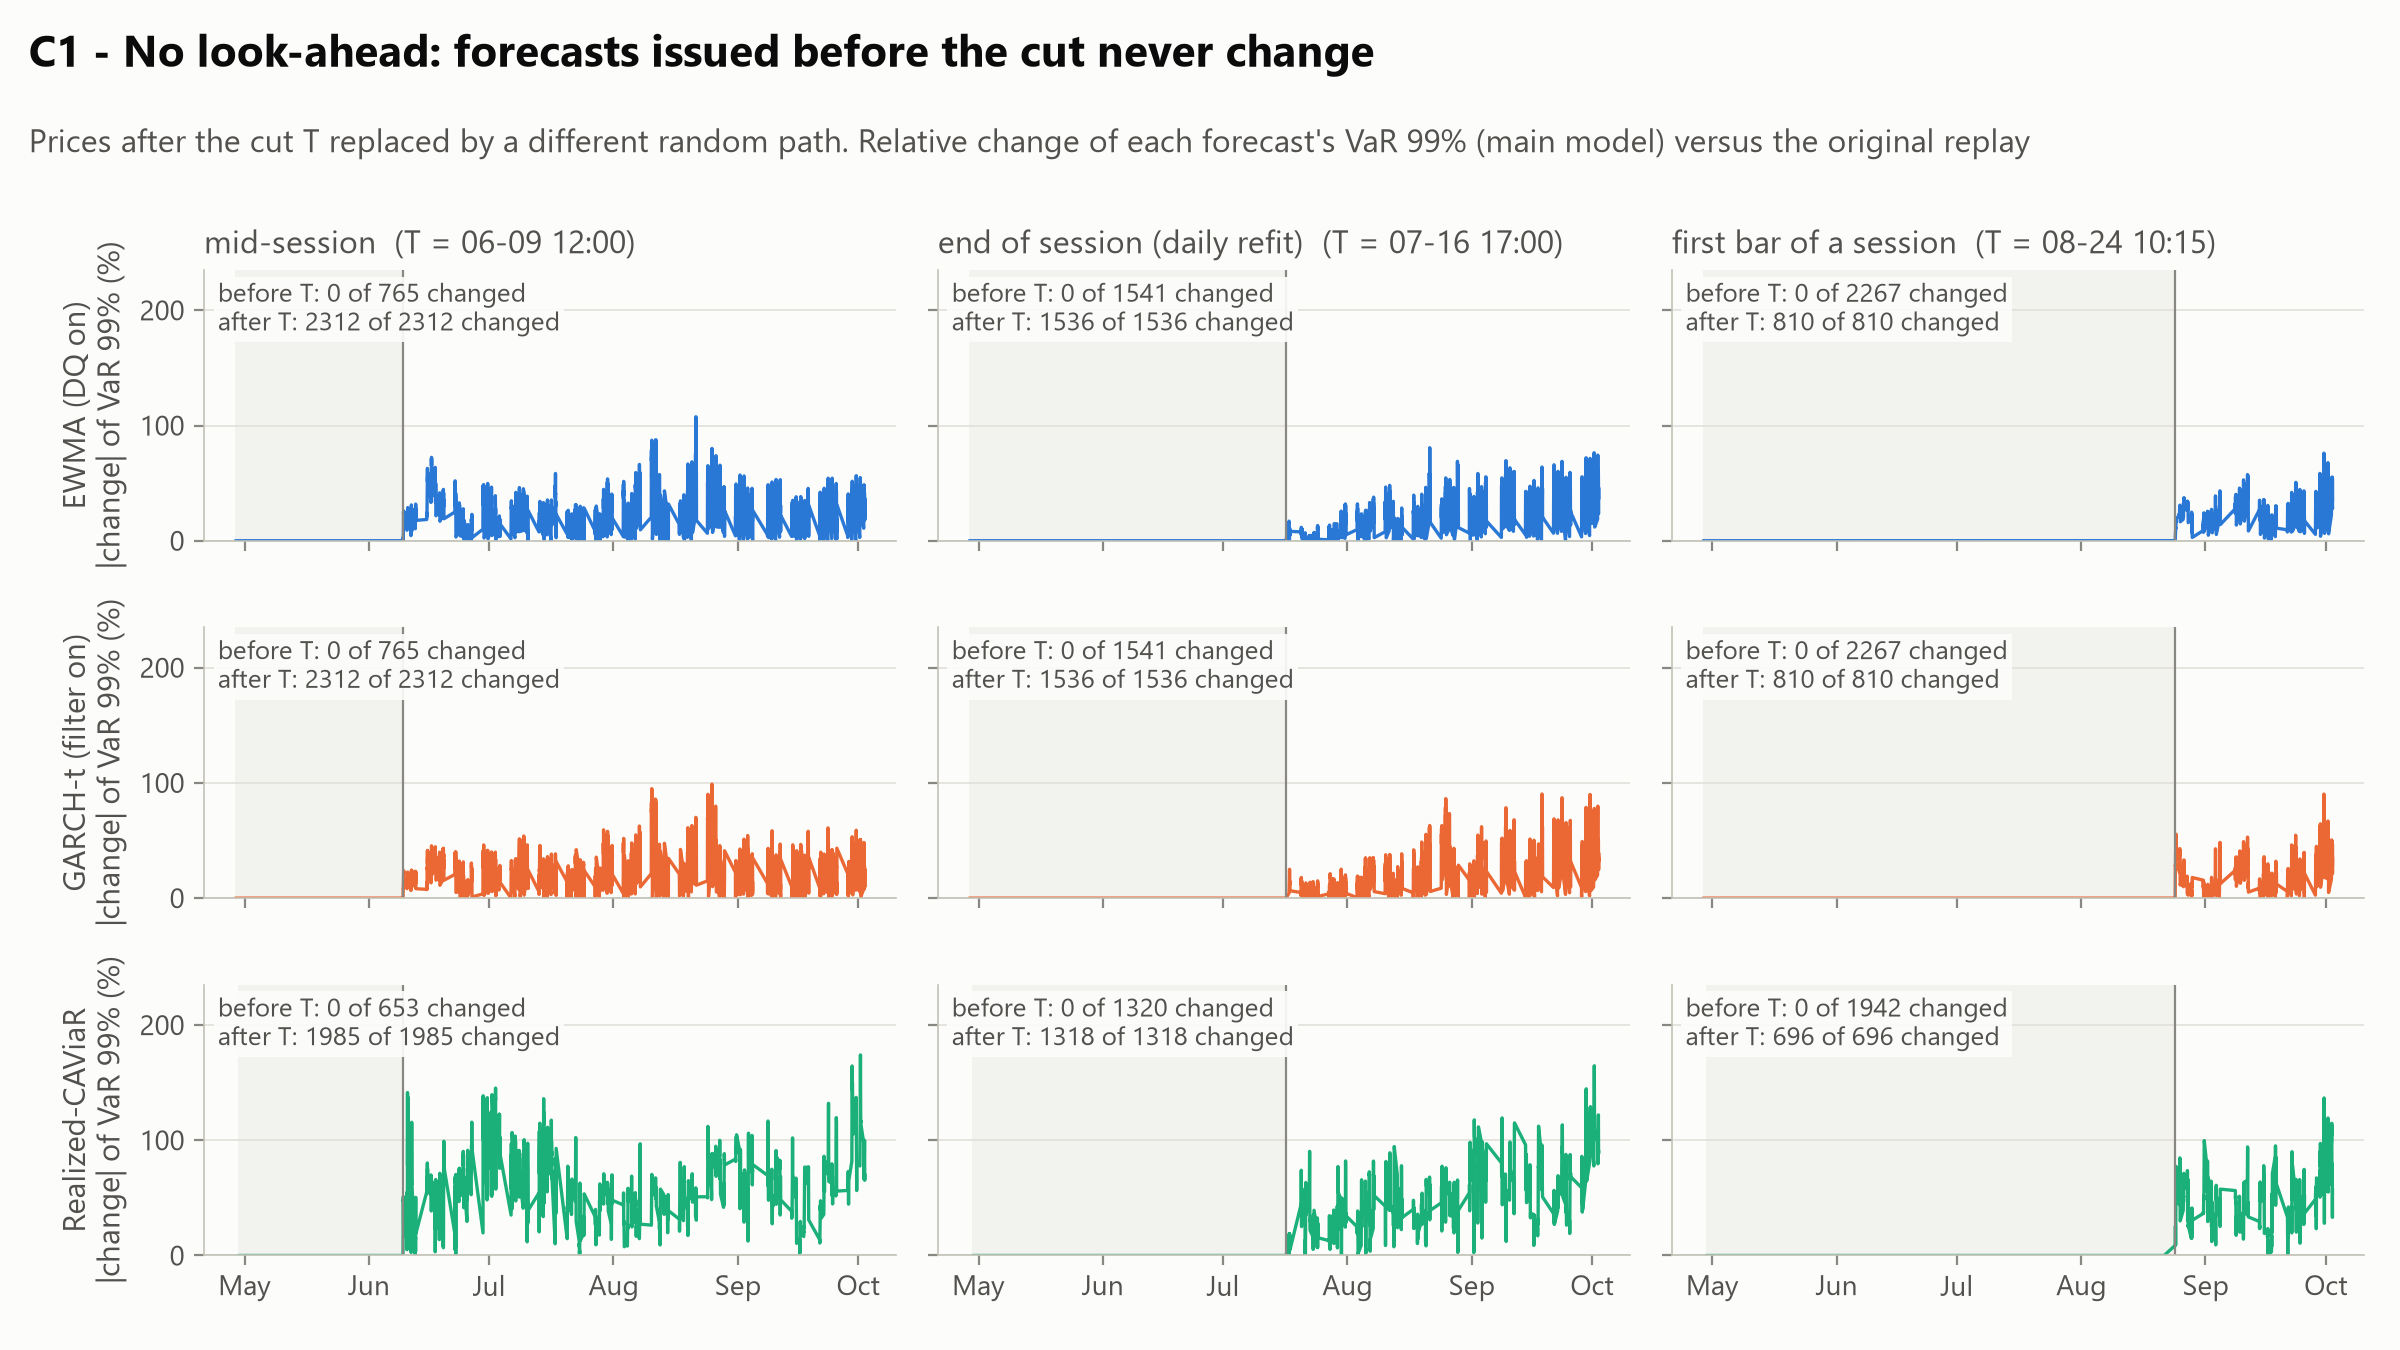 C1 - No look-ahead: forecasts issued before the cut never change
Prices after the cut T replaced by a different random path. Relative change of each forecast's VaR 99% (main model) versus the original replay
mid-session  (T = 06-09 12:00)
end of session (daily refit)  (T = 07-16 17:00)
first bar of a session  (T = 08-24 10:15)
EWMA (DQ on)
|change| of VaR 99% (%)
200
100
0
before T: 0 of 765 changed
after T: 2312 of 2312 changed
before T: 0 of 1541 changed
after T: 1536 of 1536 changed
before T: 0 of 2267 changed
after T: 810 of 810 changed
GARCH-t (filter on)
|change| of VaR 99% (%)
200
100
0
before T: 0 of 765 changed
after T: 2312 of 2312 changed
before T: 0 of 1541 changed
after T: 1536 of 1536 changed
before T: 0 of 2267 changed
after T: 810 of 810 changed
Realized-CAViaR
|change| of VaR 99% (%)
200
100
0
before T: 0 of 653 changed
after T: 1985 of 1985 changed
before T: 0 of 1320 changed
after T: 1318 of 1318 changed
before T: 0 of 1942 changed
after T: 696 of 696 changed
May Jun Jul Aug Sep Oct
May Jun Jul Aug Sep Oct
May Jun Jul Aug Sep Oct